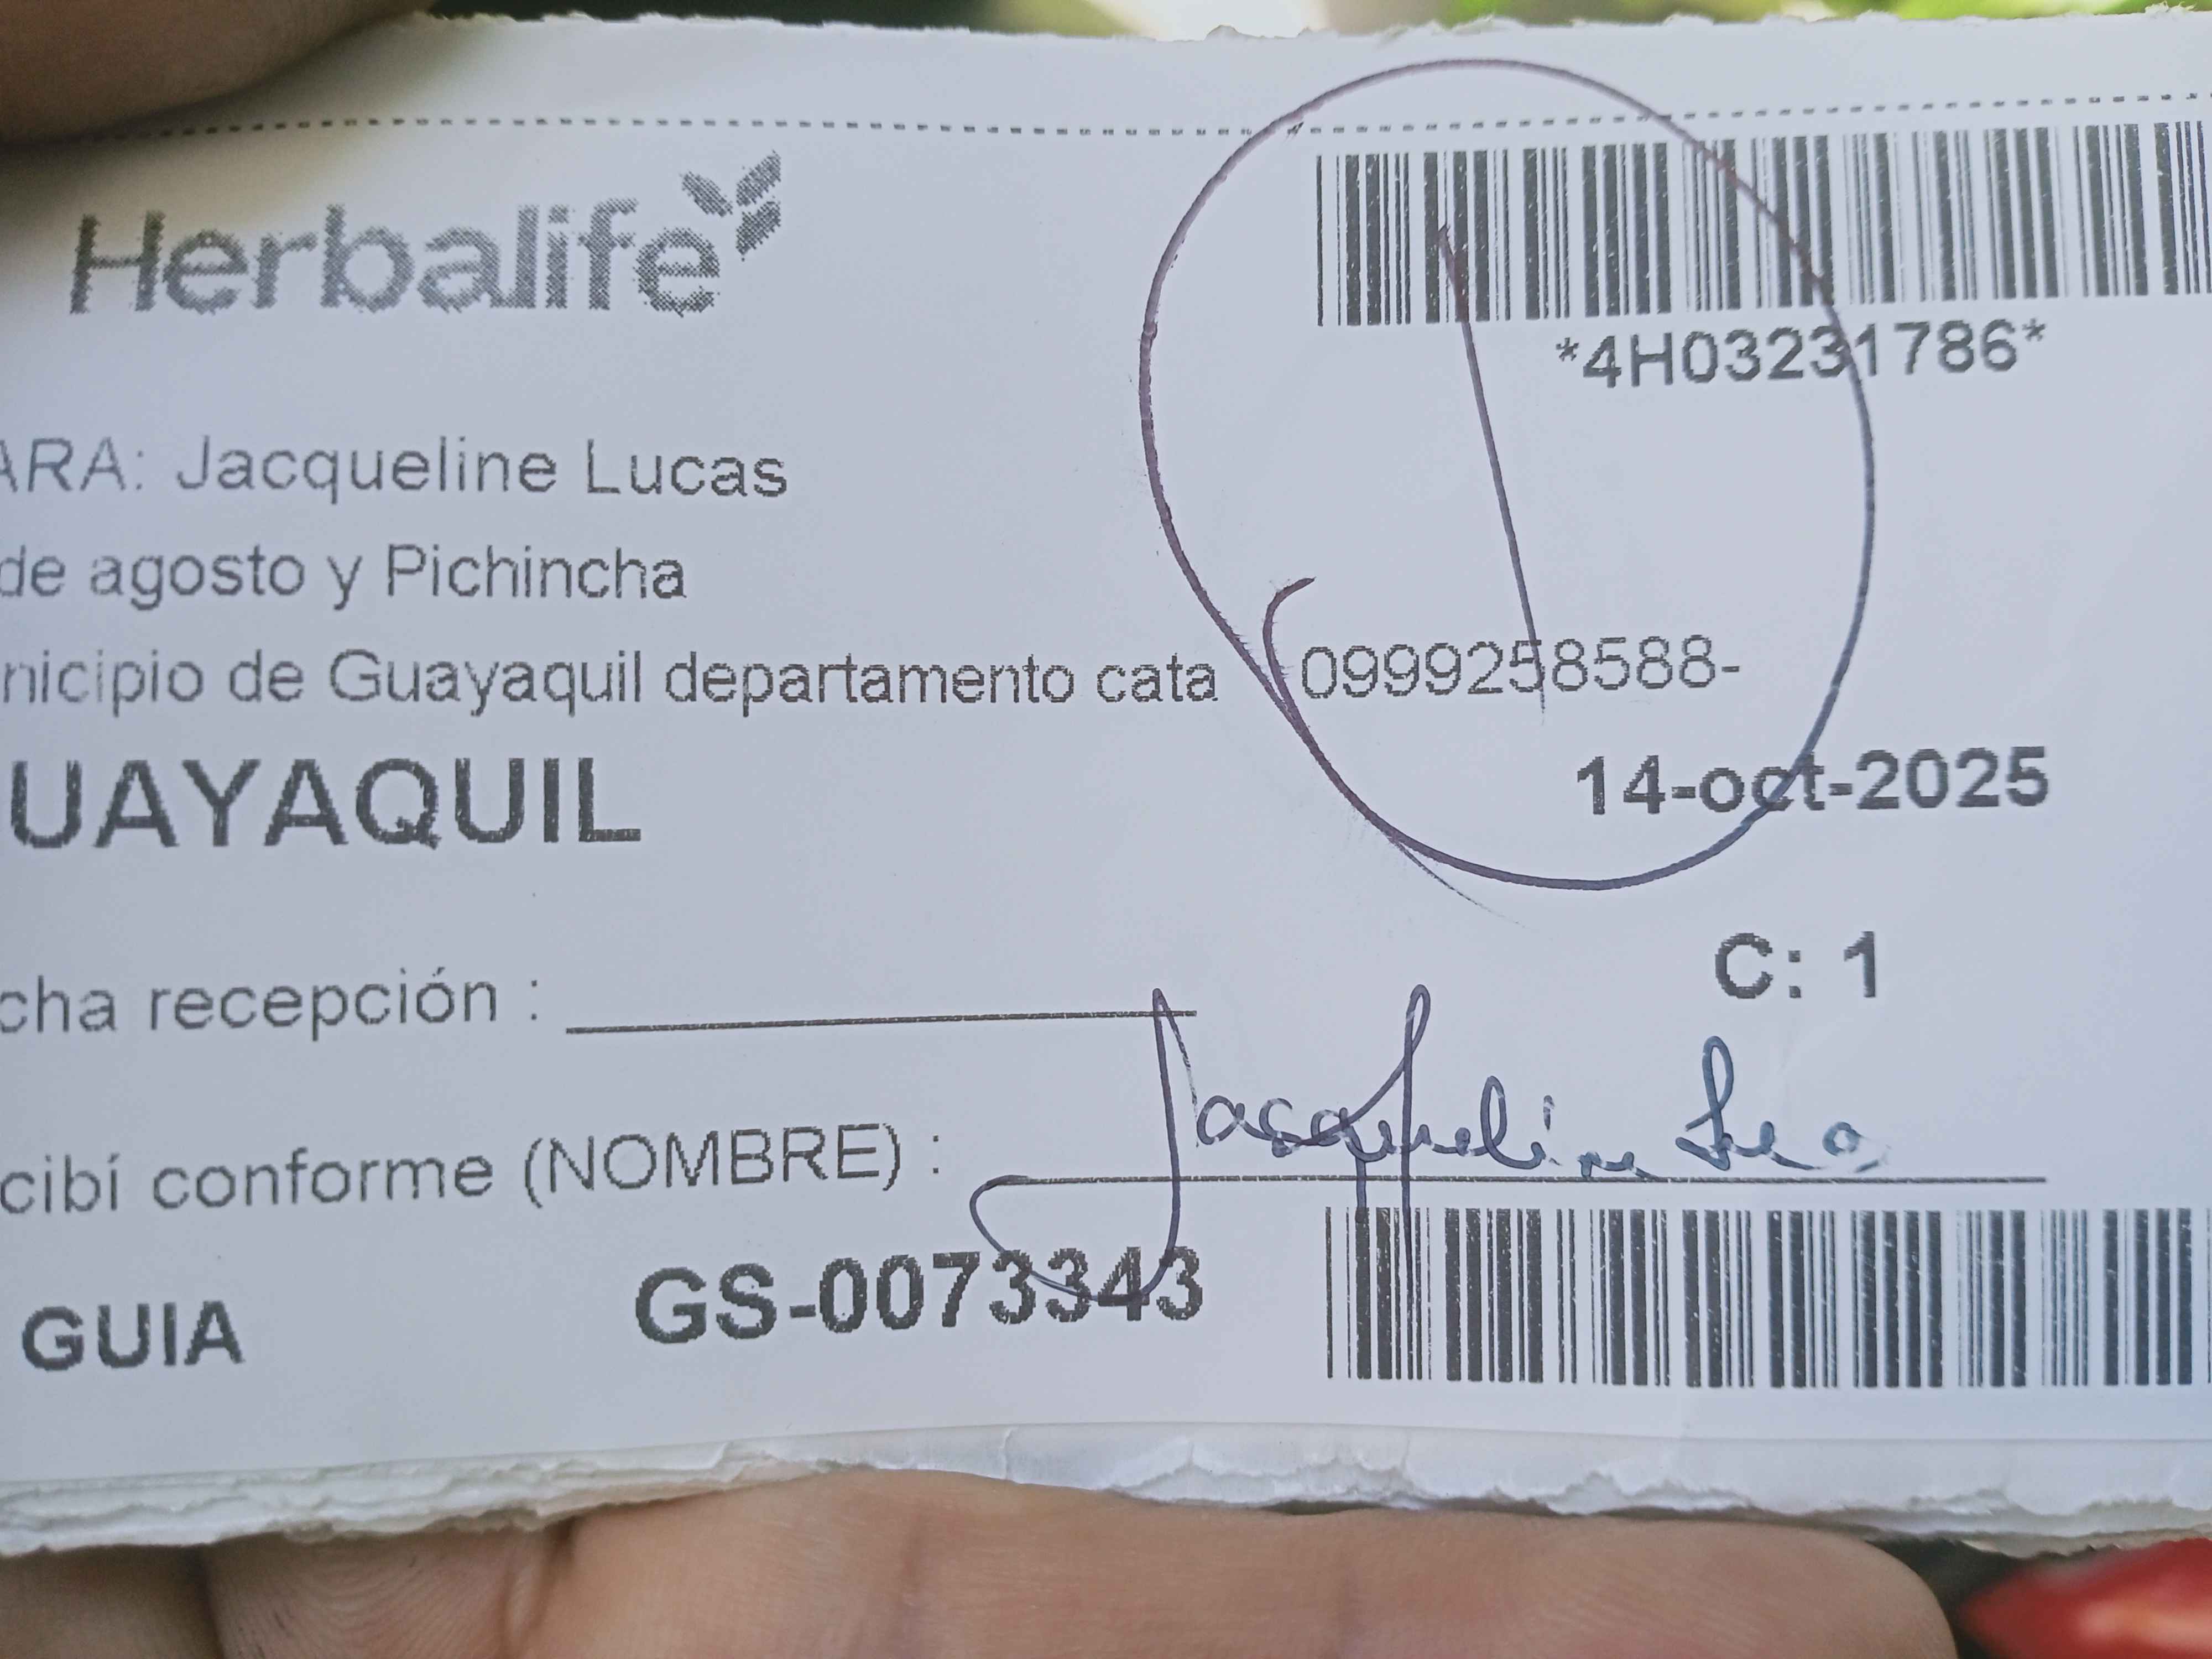 Herbalife
*4H03231786*
ARA: Jacqueline Lucas
de agosto y Pichincha
nicipio de Guayaquil departamento cata 0999258588-
UAYAQUIL
14-oct-2025
C: 1
cha recepción :
cibí conforme (NOMBRE) : Jacqueline
GUIA GS-0073343